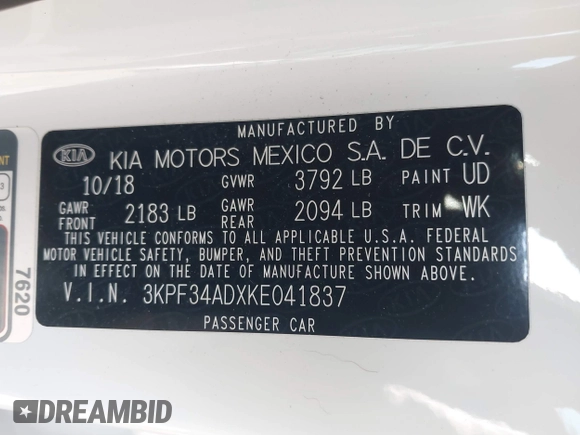 MANUFACTURED BY
KIA KIA MOTORS MEXICO S.A. DE C.V.
10/18 GVWR 3792 LB PAINT UD
GAWR FRONT 2183 LB GAWR REAR 2094 LB TRIM WK
THIS VEHICLE CONFORMS TO ALL APPLICABLE U.S.A. FEDERAL
MOTOR VEHICLE SAFETY, BUMPER, AND THEFT PREVENTION STANDARDS
IN EFFECT ON THE DATE OF MANUFACTURE SHOWN ABOVE.
V.I.N. 3KPF34ADXKE041837
PASSENGER CAR
7620
DREAMBID